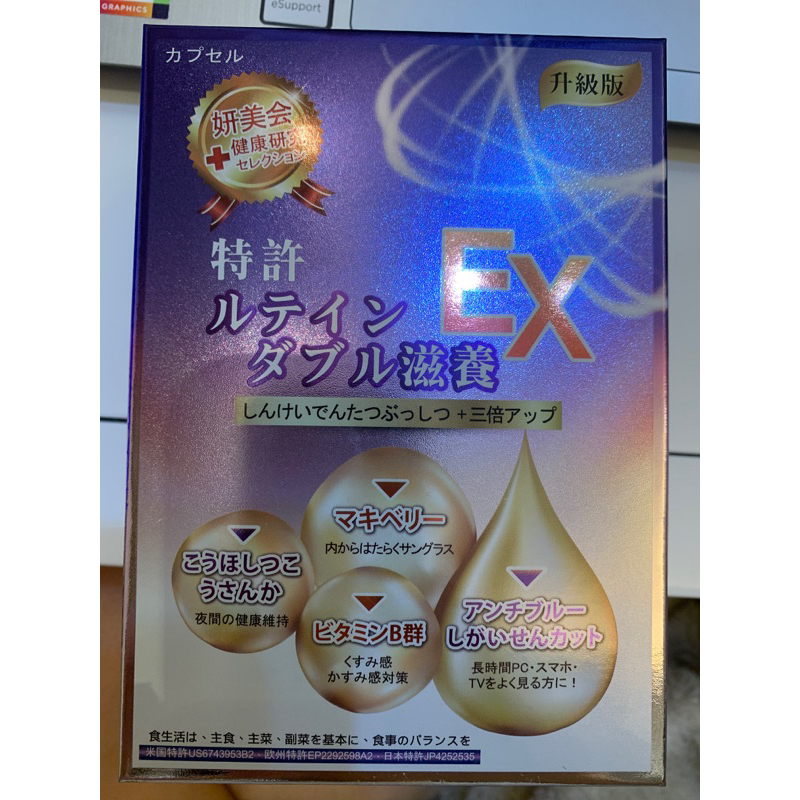 GRAPHICS
eSupport
カプセル
升級版
妍美会
健康研究
セレクション
特許
EX
ルテイン
ダブル滋養
しんけいでんたつぶっしつ+三倍アップ
マキベリー
内からはたらくサングラス
こうほしつこ
うさんか
夜間の健康維持
ビタミンB群
くすみ感
かすみ感対策
アンチブルー
しがいせんカット
長時間PC・スマホ・
TVをよく見る方に!
食生活は、主食、主菜、副菜を基本に、食事のバランスを
米国特許US6743953B2・欧州特許EP2292598A2・日本特許JP4252535